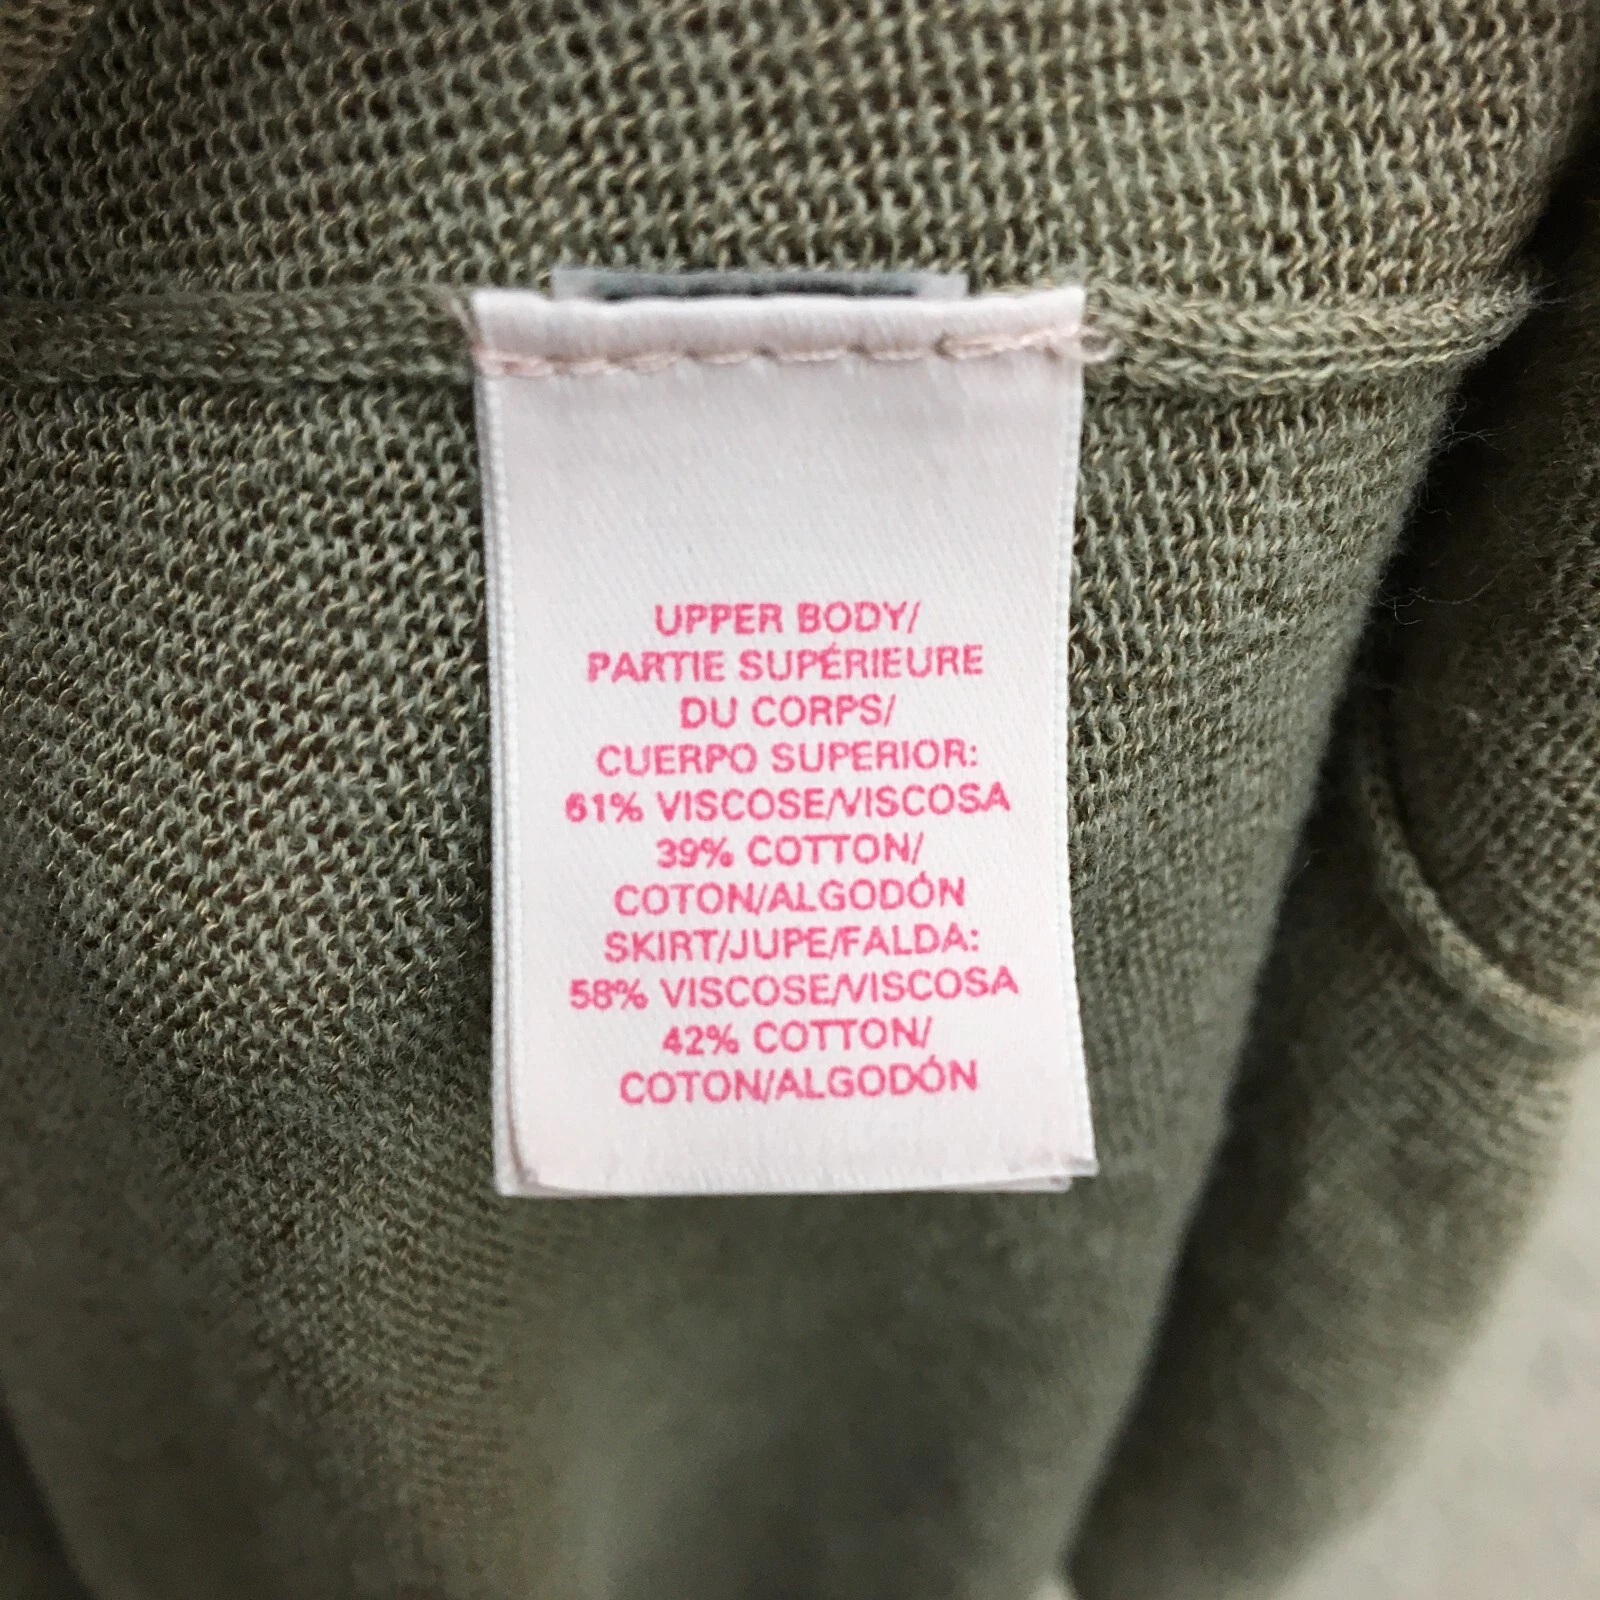 UPPER BODY/
PARTIE SUPÉRIEURE
DU CORPS/
CUERPO SUPERIOR:
61% VISCOSE/VISCOSA
39% COTTON/
COTON/ALGODÓN
SKIRT/JUPE/FALDA:
58% VISCOSE/VISCOSA
42% COTTON/
COTON/ALGODÓN